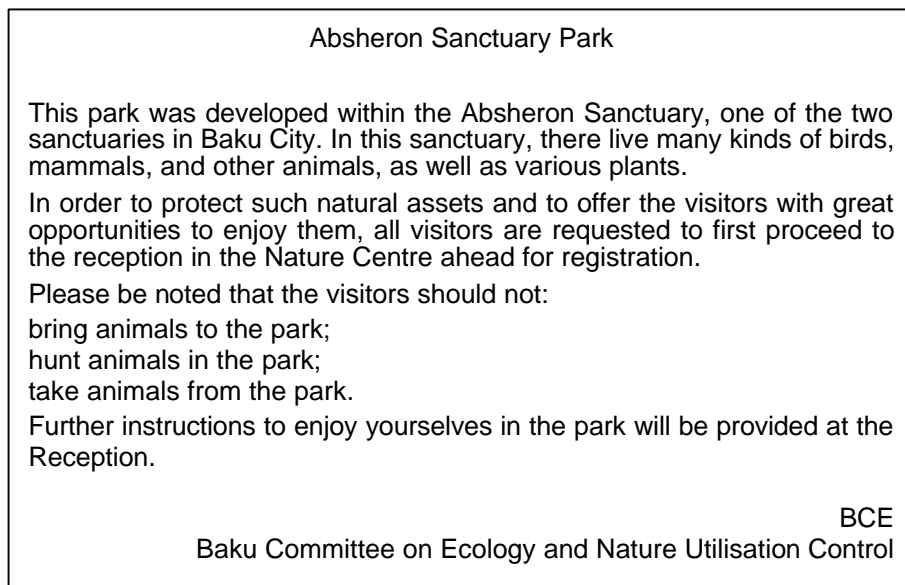 Absheron Sanctuary Park
This park was developed within the Absheron Sanctuary, one of the two
sanctuaries in Baku City. In this sanctuary, there live many kinds of birds,
mammals, and other animals, as well as various plants.
In order to protect such natural assets and to offer the visitors with great
opportunities to enjoy them, all visitors are requested to first proceed to
the reception in the Nature Centre ahead for registration.
Please be noted that the visitors should not:
bring animals to the park;
hunt animals in the park;
take animals from the park.
Further instructions to enjoy yourselves in the park will be provided at the
Reception.
BCE
Baku Committee on Ecology and Nature Utilisation Control